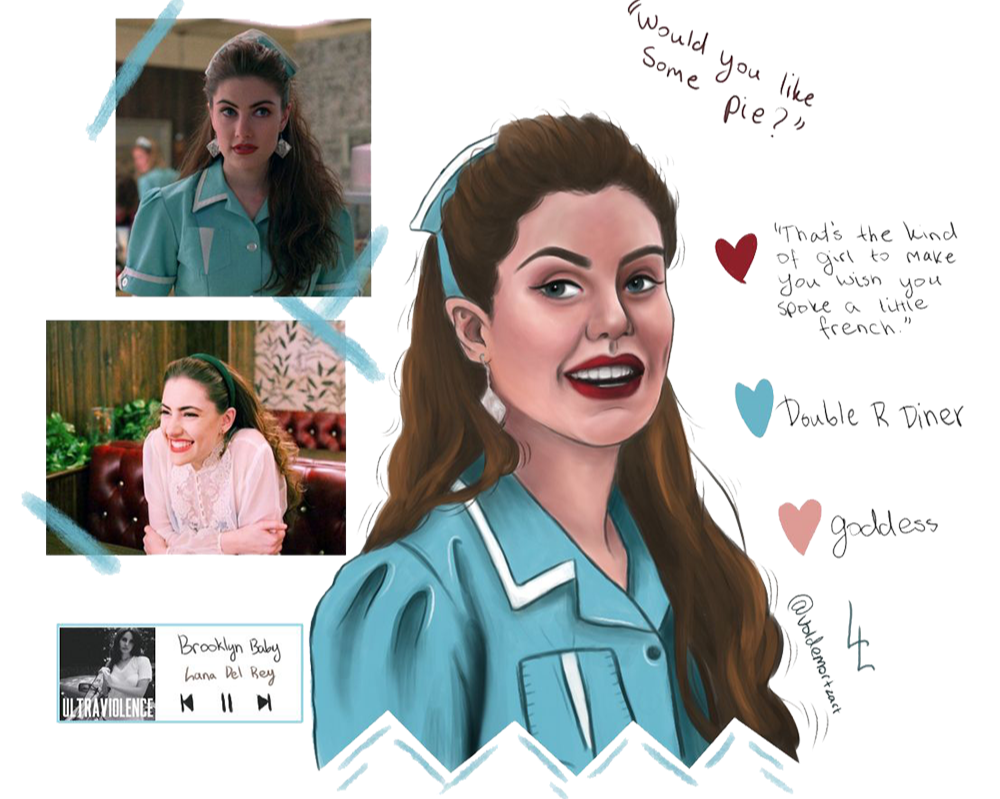 "Would you like
Some
Pie?"
"That's the kind
of girl to make
you wish you
spoke a little
french."
Double R Diner
goddess
@voldemortzart
Brooklyn Baby
Lana Del Rey
ULTRAVIOLENCE